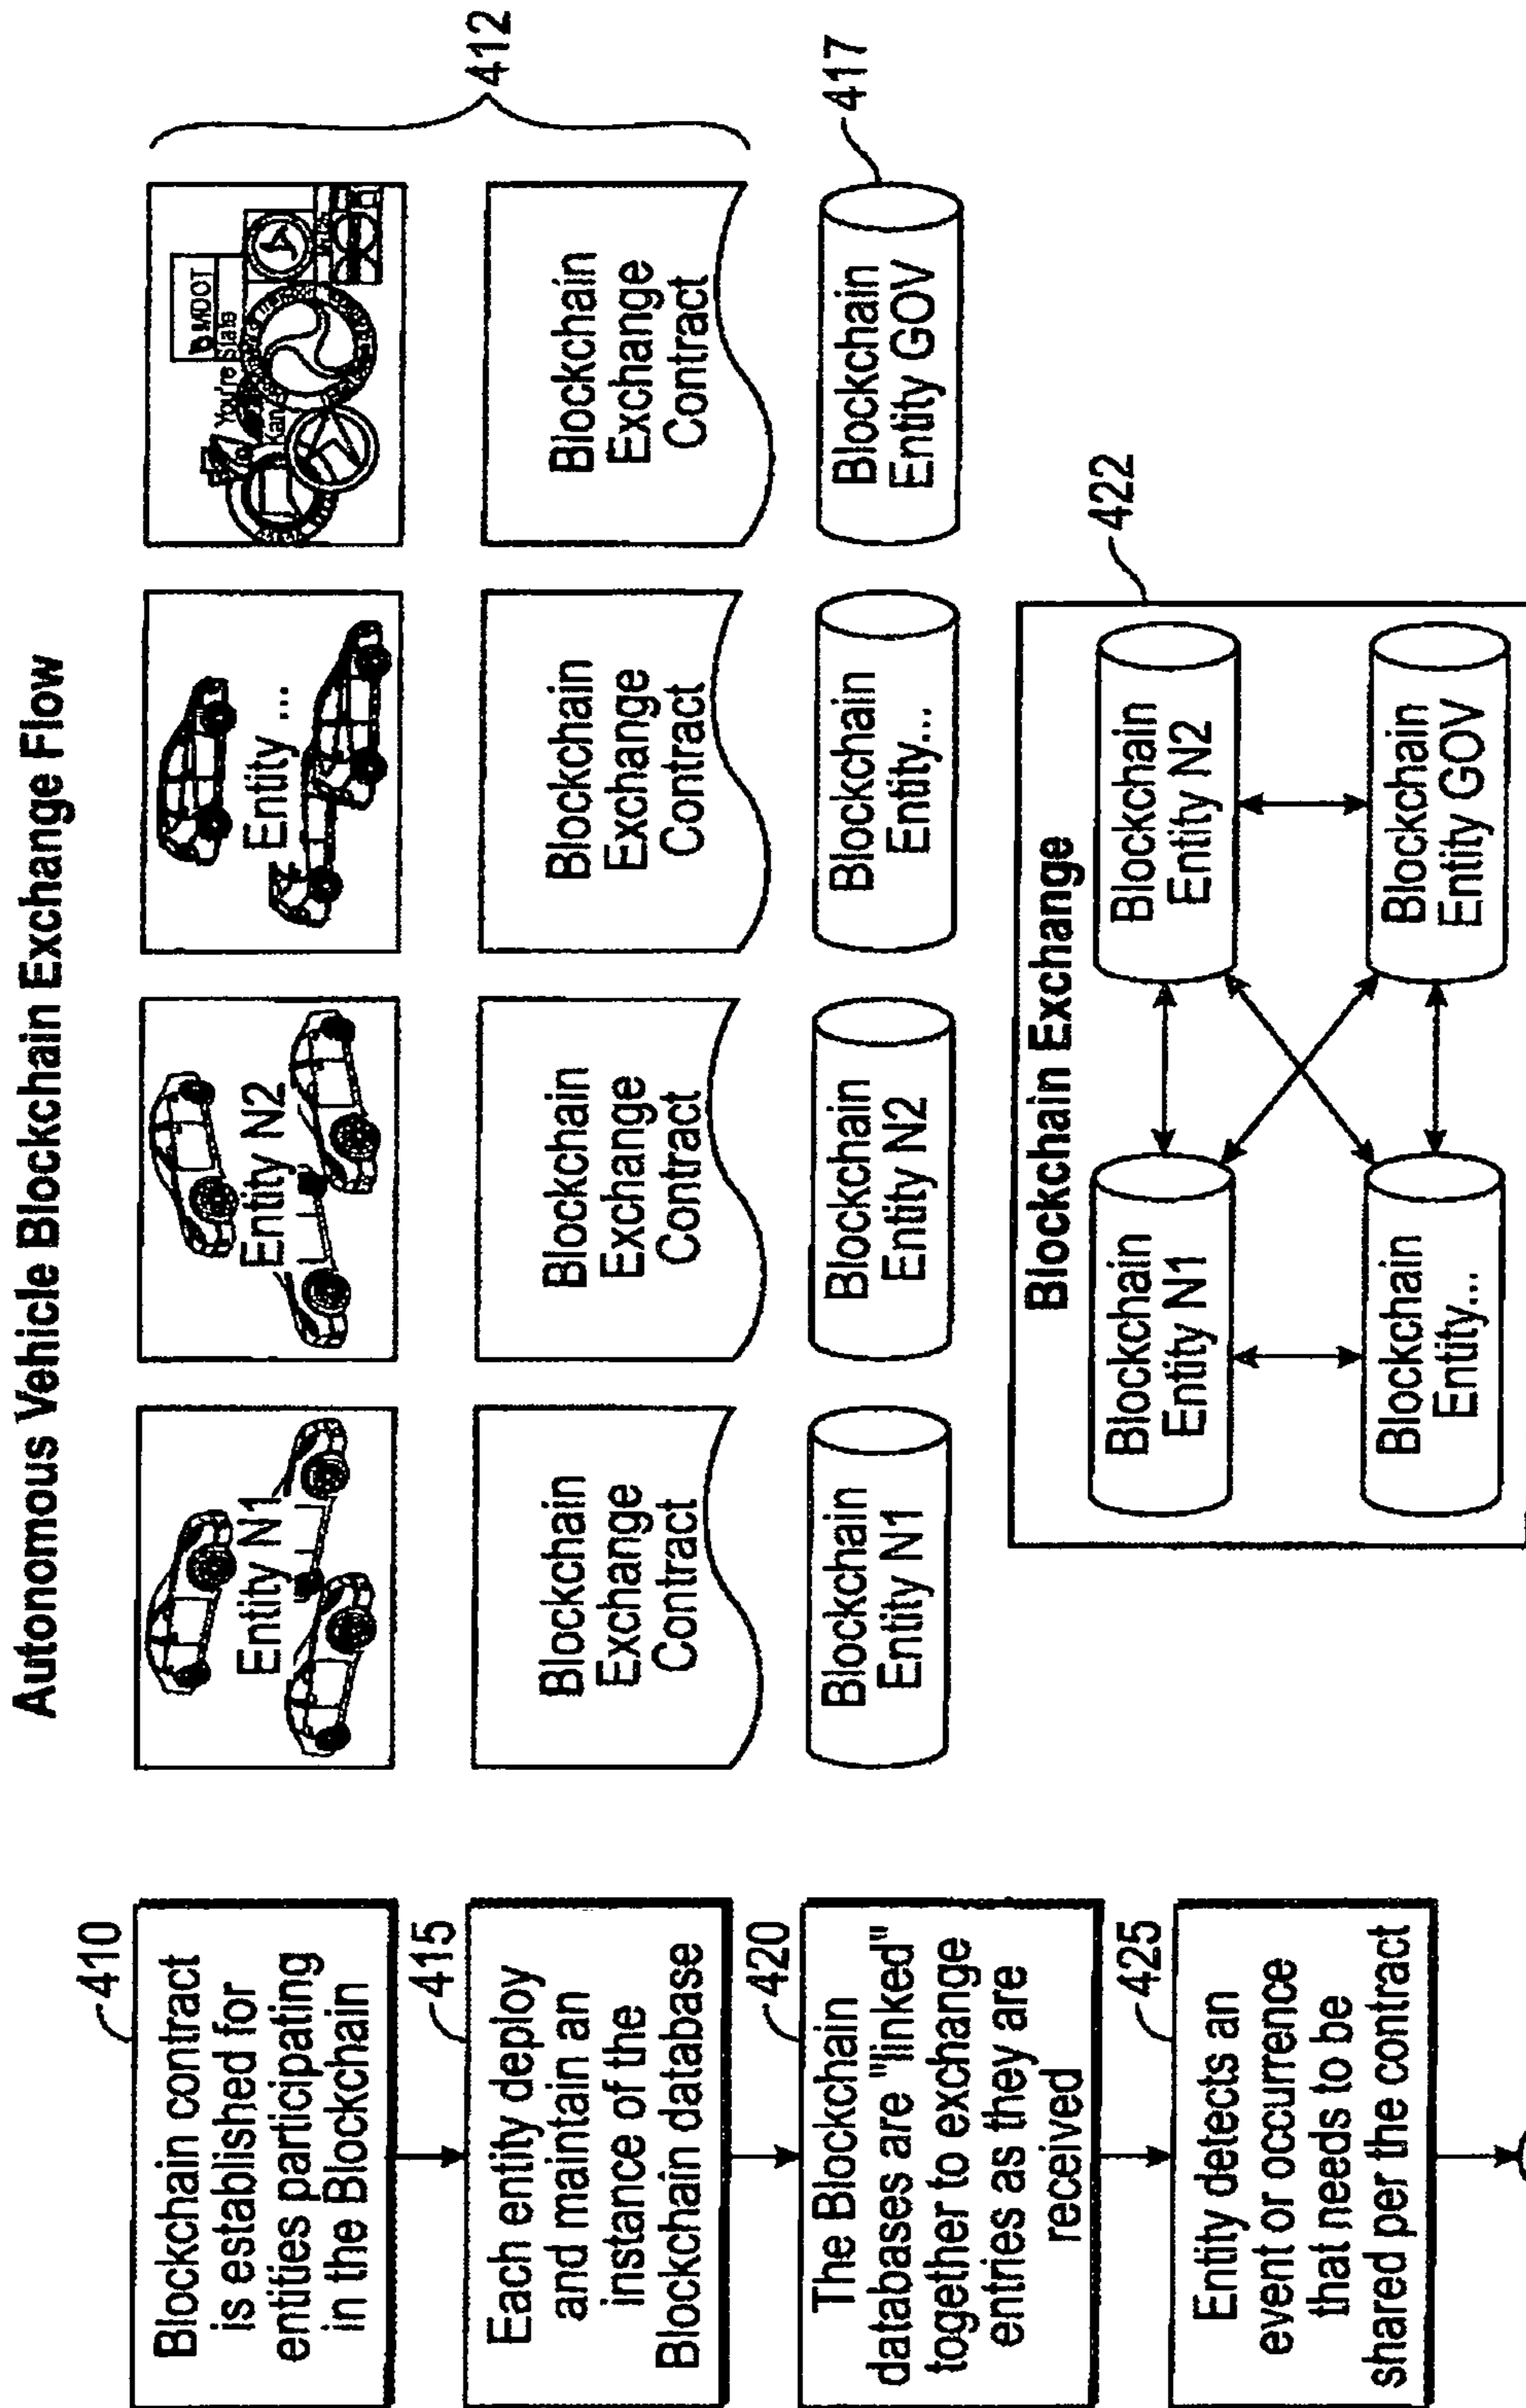 Autonomous Vehicle Blockchain Exchange Flow
410
Blockchain contract
is established for
entities participating
in the Blockchain
Entity N1
Entity N2
Entity ...
MDOT
You're
State
Kan
412
Blockchain
Exchange
Contract
Blockchain
Exchange
Contract
Blockchain
Exchange
Contract
Blockchain
Exchange
Contract
415
Each entity deploy
and maintain an
instance of the
Blockchain database
Blockchain
Entity N1
Blockchain
Entity N2
Blockchain
Entity...
Blockchain
Entity GOV
417
420
The Blockchain
databases are "linked"
together to exchange
entries as they are
received
Blockchain Exchange
422
Blockchain
Entity N1
Blockchain
Entity N2
Blockchain
Entity...
Blockchain
Entity GOV
425
Entity detects an
event or occurrence
that needs to be
shared per the contract